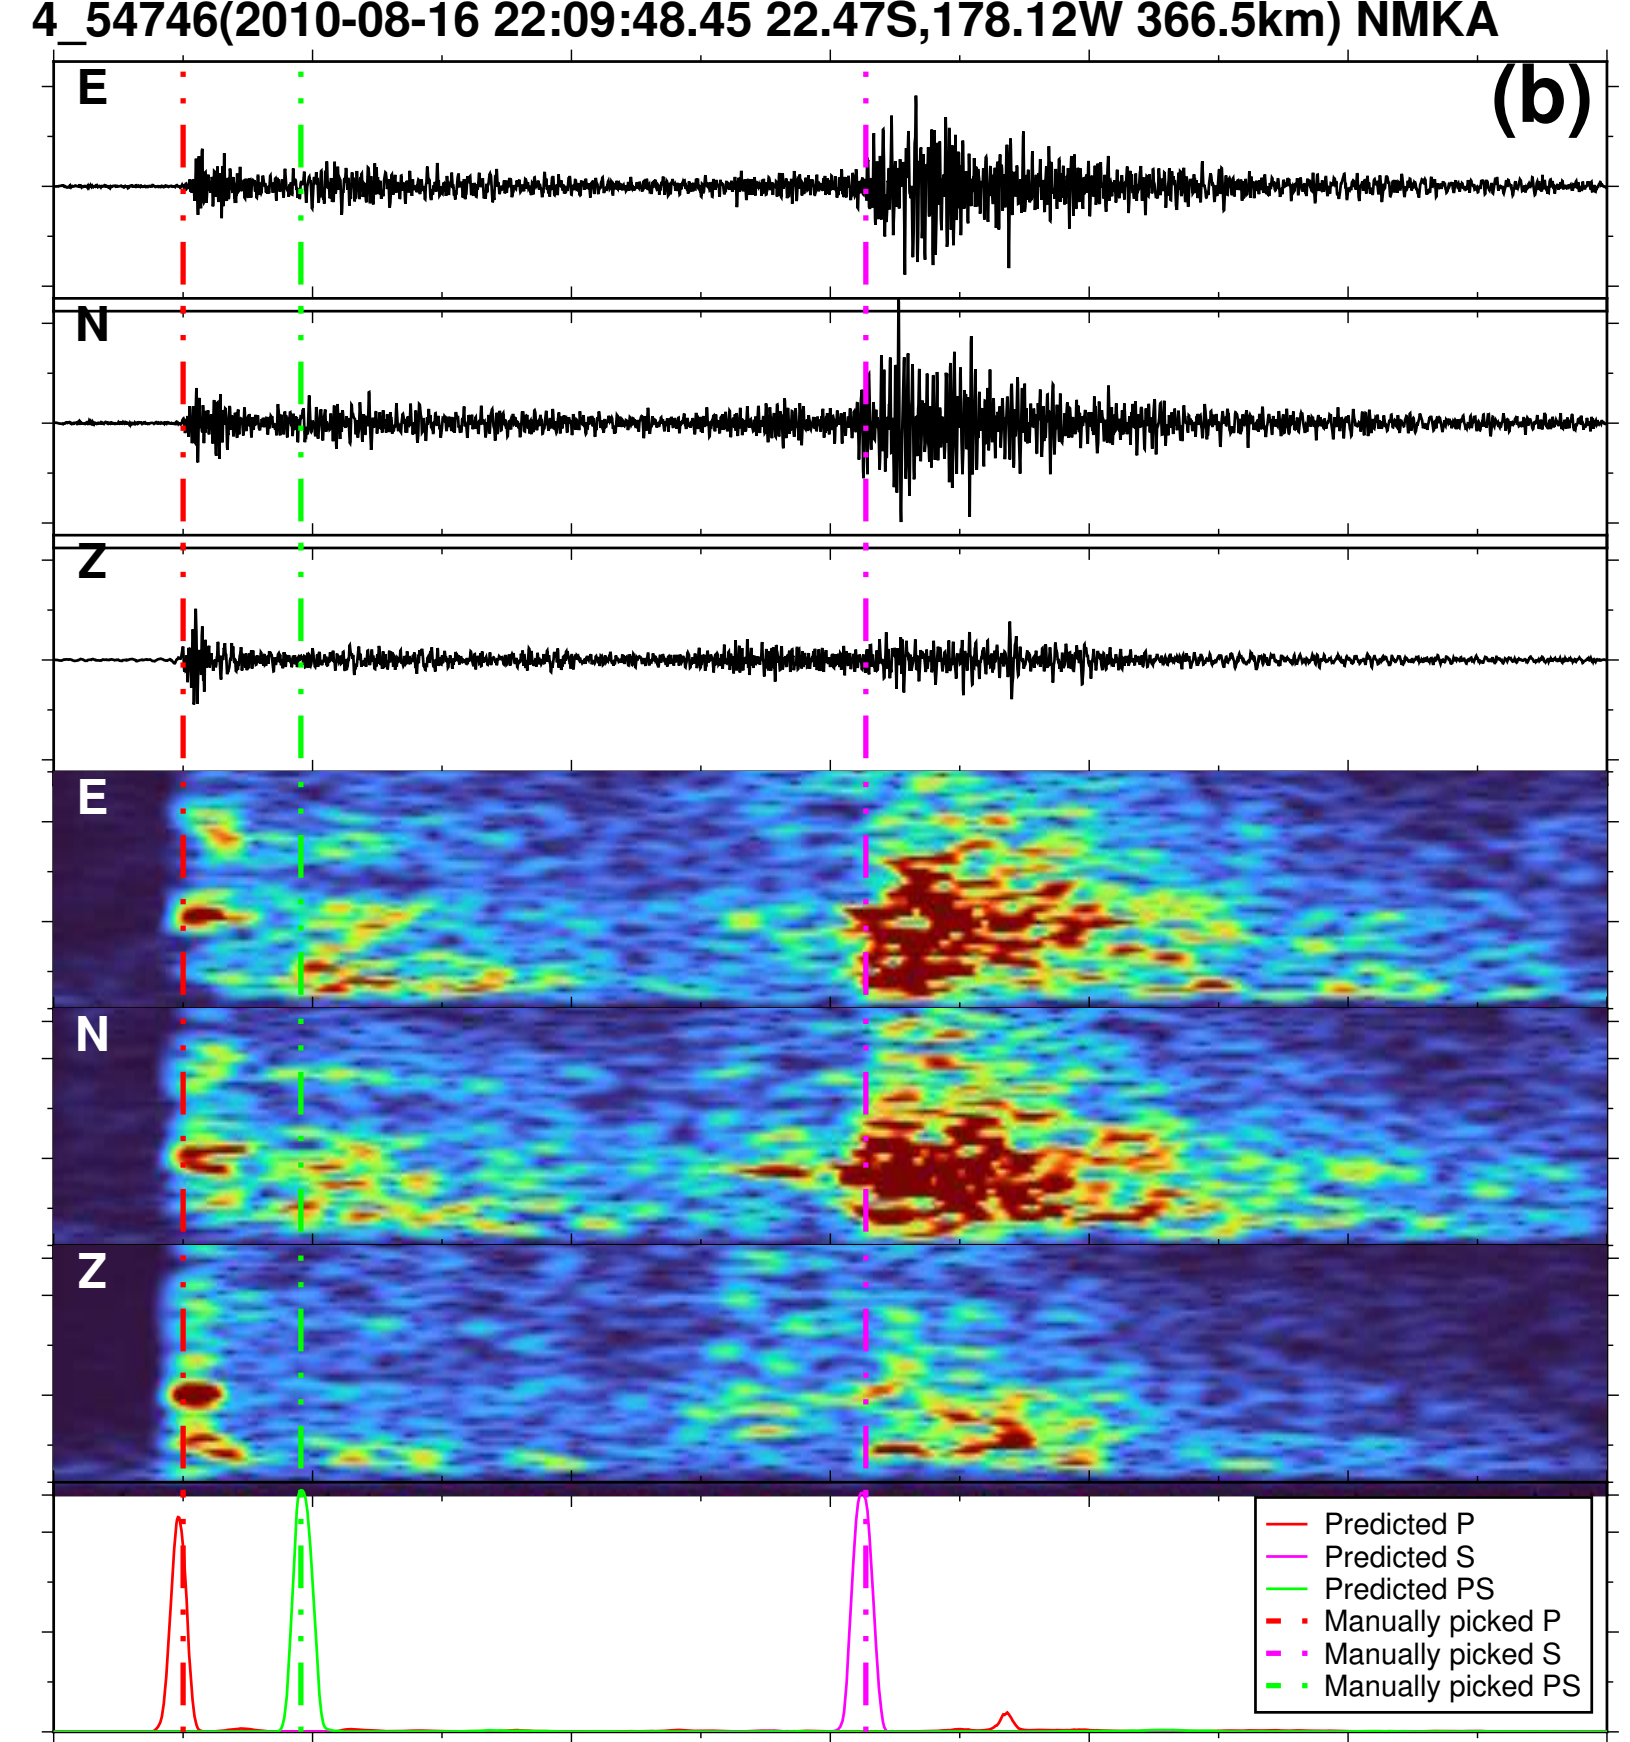 4_54746(2010-08-16 22:09:48.45 22.47S,178.12W 366.5km) NMKA
E
(b)
N
Z
E
N
Z
Predicted P
Predicted S
Predicted PS
Manually picked P
Manually picked S
Manually picked PS